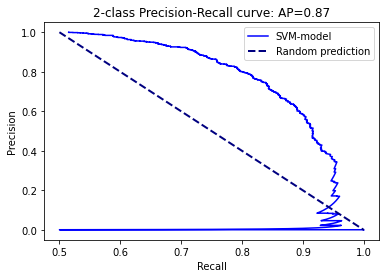 2-class Precision-Recall curve: AP=0.87
SVM-model
Random prediction
Precision
1.0
0.8
0.6
0.4
0.2
0.0
0.5 0.6 0.7 0.8 0.9 1.0
Recall